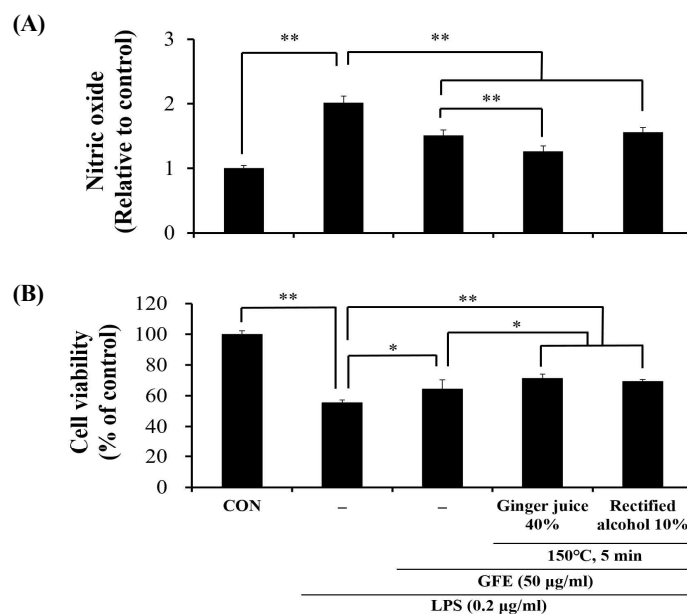 (A)
Nitric oxide
(Relative to control)
3
2
1
0
**
**
**
(B)
Cell viability
(% of control)
120
100
80
60
40
20
0
**
**
*
*
CON
–
–
Ginger juice
40%
Rectified
alcohol 10%
150℃, 5 min
GFE (50 μg/ml)
LPS (0.2 μg/ml)